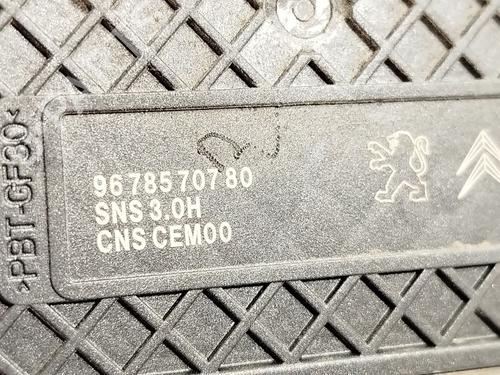 9678570780
SNS 3.0H
CNS CEM00
>PBT-GF30<